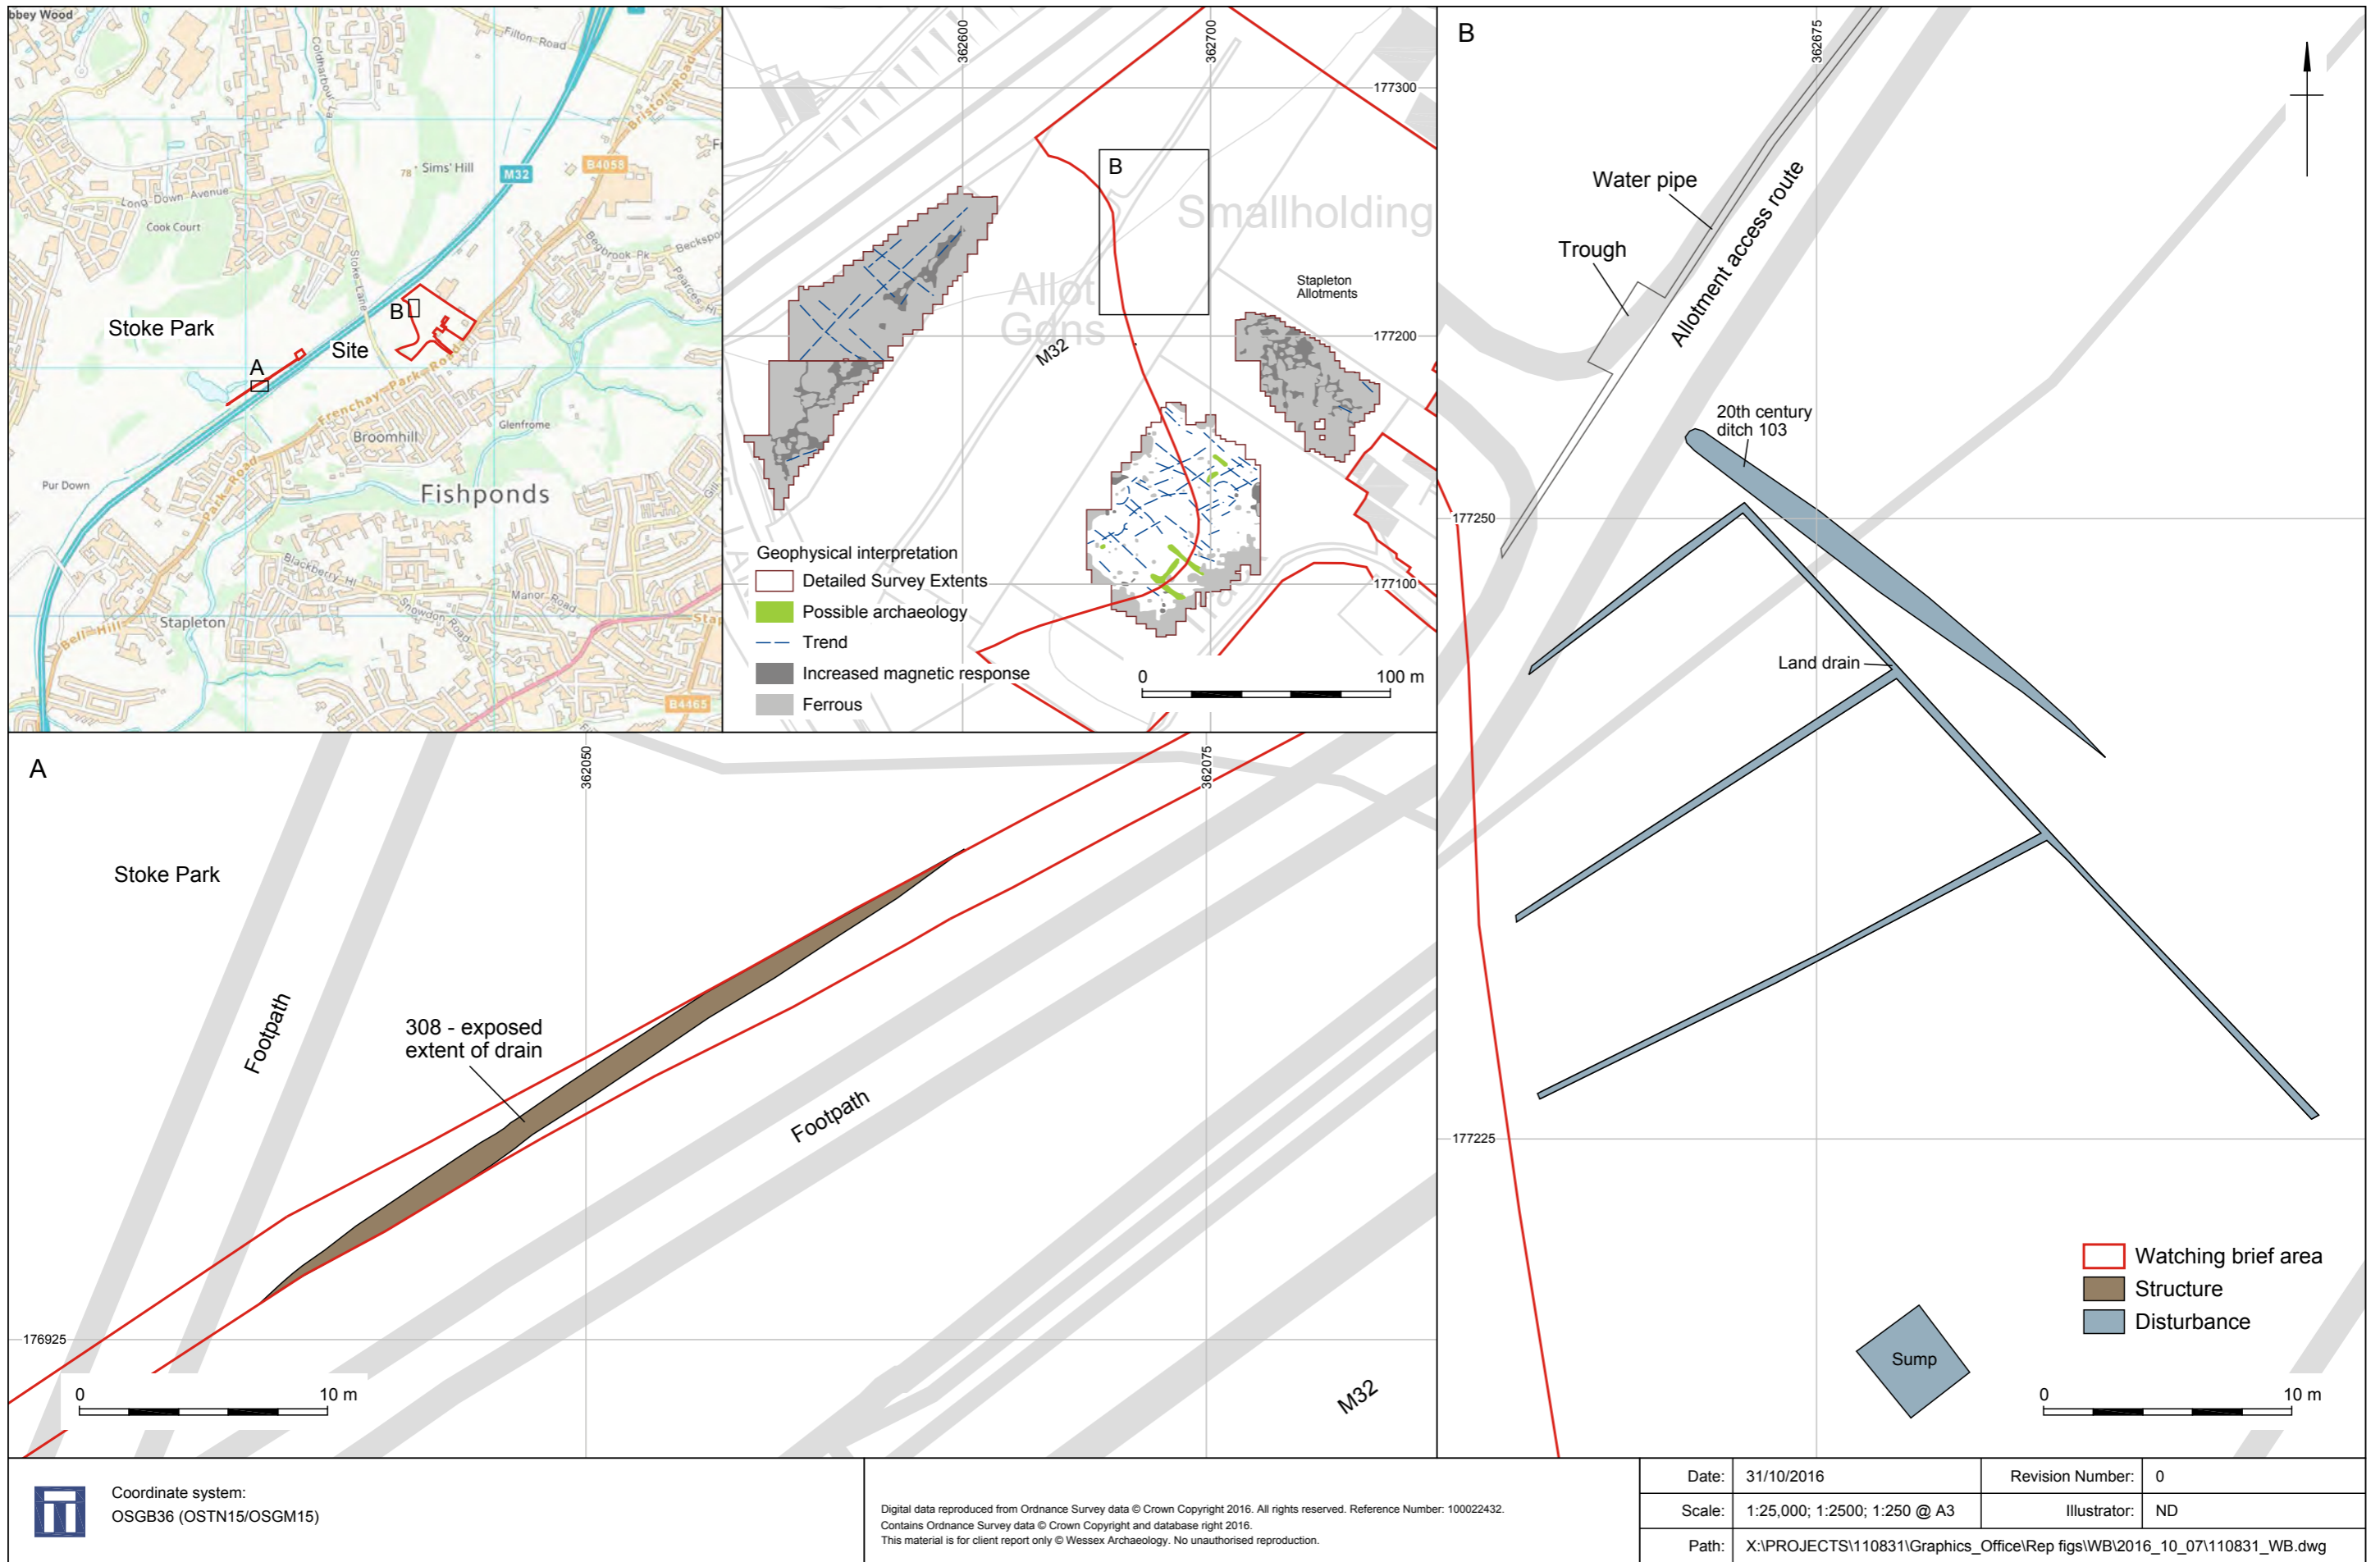 bbey Wood
Coldharbour La
Filton Road
Bristol Road
Sims' Hill
78
M32
B4058
Long Down Avenue
Cook Court
Stoke Lane
Begbrook Pk
Pearces Hl
B
Stoke Park
Site
A
Frenchay Park Road
Broomhill
Glenfrome
Park Road
Pur Down
Fishponds
Blackberry Hl
Manor Road
Snowdon Road
Stapleton
Bell Hill
B4465
362600
362700
177300
B
Smallholding
Allot
Gdns
Stapleton
Allotments
M32
177200
177100
Geophysical interpretation
Detailed Survey Extents
Possible archaeology
Trend
Increased magnetic response
Ferrous
0
100 m
B
362675
Water pipe
Trough
Allotment access route
20th century
ditch 103
177250
Land drain
177225
Watching brief area
Structure
Disturbance
Sump
0
10 m
A
362050
362075
Stoke Park
Footpath
308 - exposed
extent of drain
Footpath
176925
0
10 m
M32
Coordinate system:
OSGB36 (OSTN15/OSGM15)
Digital data reproduced from Ordnance Survey data © Crown Copyright 2016. All rights reserved. Reference Number: 100022432.
Contains Ordnance Survey data © Crown Copyright and database right 2016.
This material is for client report only © Wessex Archaeology. No unauthorised reproduction.
Date: 31/10/2016 Revision Number: 0
Scale: 1:25,000; 1:2500; 1:250 @ A3 Illustrator: ND
Path: X:\PROJECTS\110831\Graphics_Office\Rep figs\WB\2016_10_07\110831_WB.dwg